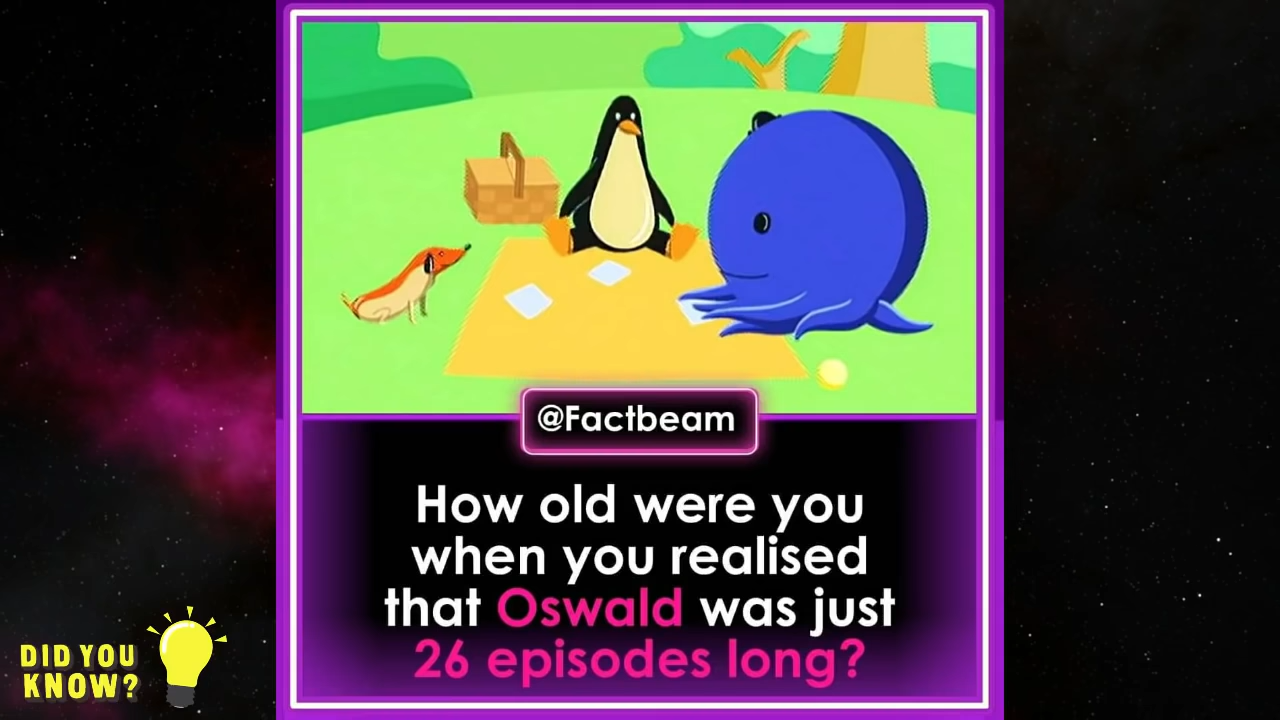 @Factbeam
How old were you
when you realised
that Oswald was just
26 episodes long?
DID YOU
KNOW?